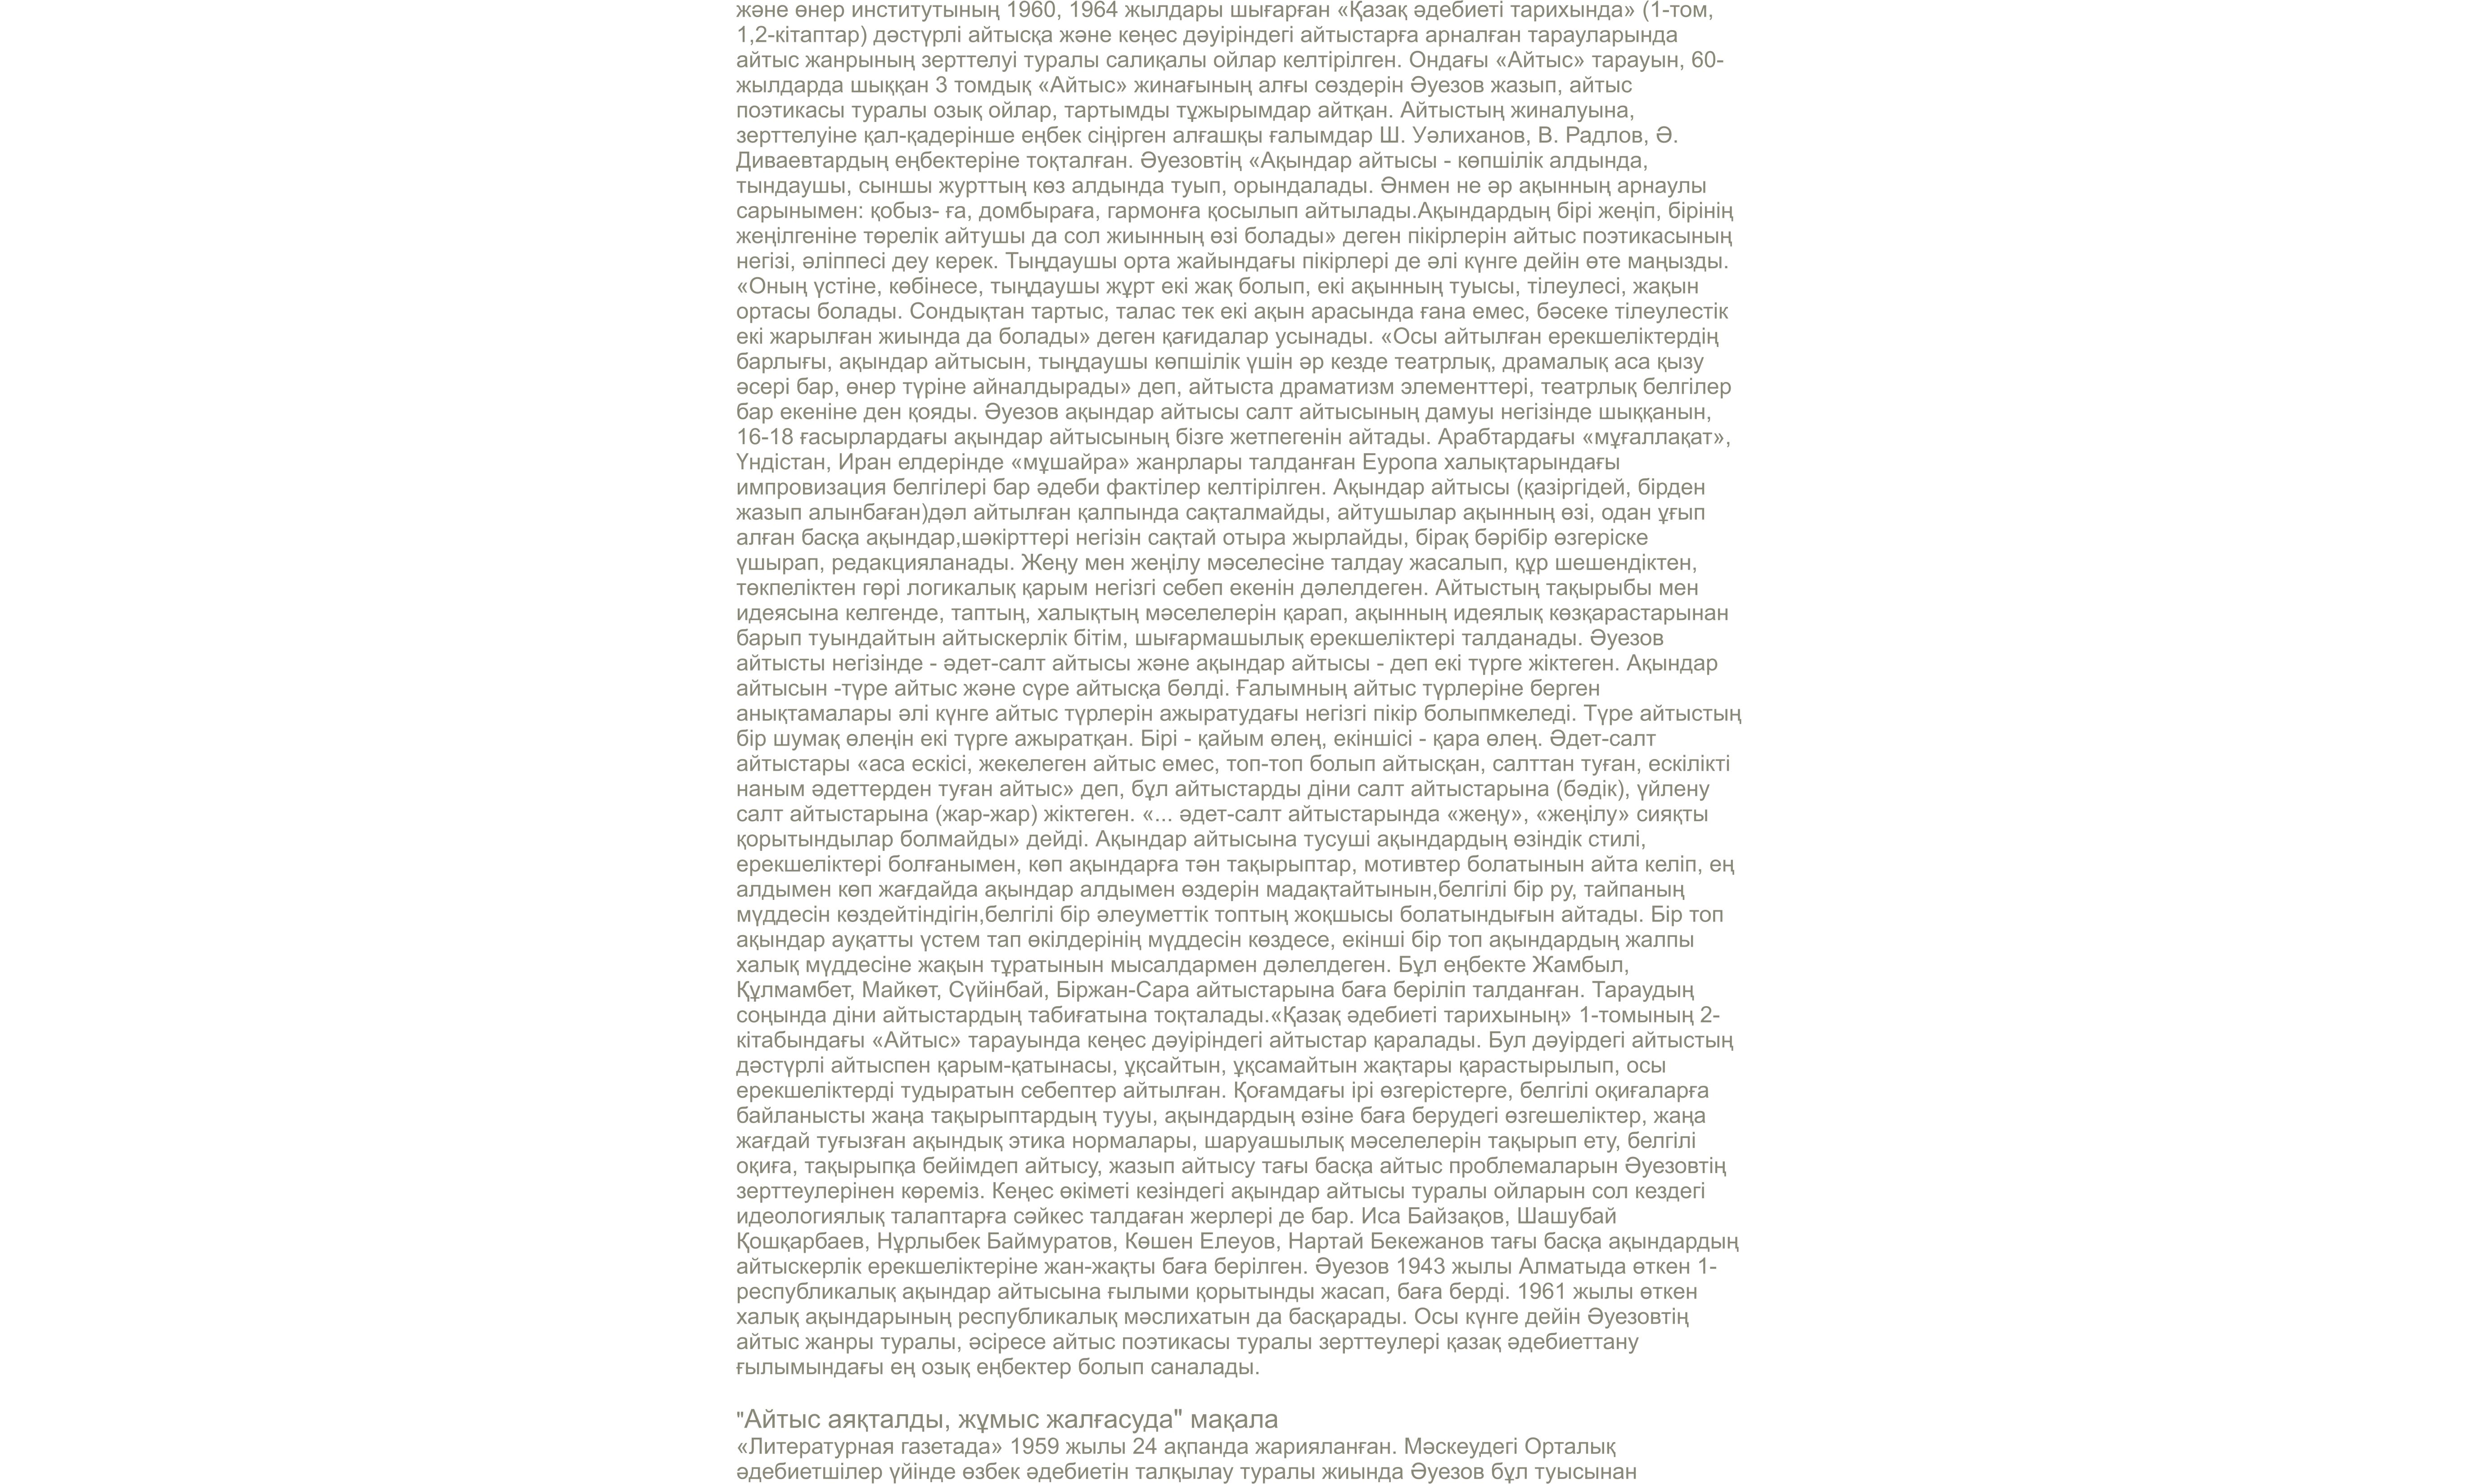 және өнер институтының 1960, 1964 жылдары шығарған «Қазақ әдебиеті тарихында» (1-том,
1,2-кітаптар) дәстүрлі айтысқа және кеңес дәуіріндегі айтыстарға арналған тарауларында
айтыс жанрының зерттелуі туралы салиқалы ойлар келтірілген. Ондағы «Айтыс» тарауын, 60-
жылдарда шыққан 3 томдық «Айтыс» жинағының алғы сөздерін Әуезов жазып, айтыс
поэтикасы туралы озық ойлар, тартымды тұжырымдар айтқан. Айтыстың жиналуына,
зерттелуіне қал-қадерінше еңбек сіңірген алғашқы ғалымдар Ш. Уәлиханов, В. Радлов, Ә.
Диваевтардың еңбектеріне тоқталған. Әуезовтің «Ақындар айтысы - көпшілік алдында,
тындаушы, сыншы журттың көз алдында туып, орындалады. Әнмен не әр ақынның арнаулы
сарынымен: қобыз- ға, домбыраға, гармонға қосылып айтылады.Ақындардың бірі жеңіп, бірінің
жеңілгеніне төрелік айтушы да сол жиынның өзі болады» деген пікірлерін айтыс поэтикасының
негізі, әліппесі деу керек. Тыңдаушы орта жайындағы пікірлері де әлі күнге дейін өте маңызды.
«Оның үстіне, көбінесе, тыңдаушы жұрт екі жақ болып, екі ақынның туысы, тілеулесі, жақын
ортасы болады. Сондықтан тартыс, талас тек екі ақын арасында ғана емес, бәсеке тілеулестік
екі жарылған жиында да болады» деген қағидалар усынады. «Осы айтылған ерекшеліктердің
барлығы, ақындар айтысын, тыңдаушы көпшілік үшін әр кезде театрлық, драмалық аса қызу
әсері бар, өнер түріне айналдырады» деп, айтыста драматизм элементтері, театрлық белгілер
бар екеніне ден қояды. Әуезов ақындар айтысы салт айтысының дамуы негізінде шыққанын,
16-18 ғасырлардағы ақындар айтысының бізге жетпегенін айтады. Арабтардағы «мұғаллақат»,
Үндістан, Иран елдерінде «мұшайра» жанрлары талданған Еуропа халықтарындағы
импровизация белгілері бар әдеби фактілер келтірілген. Ақындар айтысы (қазіргідей, бірден
жазып алынбаған)дәл айтылған қалпында сақталмайды, айтушылар ақынның өзі, одан ұғып
алған басқа ақындар,шәкірттері негізін сақтай отыра жырлайды, бірақ бәрібір өзгеріске
үшырап, редакцияланады. Жеңу мен жеңілу мәселесіне талдау жасалып, құр шешендіктен,
төкпеліктен гөрі логикалық қарым негізгі себеп екенін дәлелдеген. Айтыстың тақырыбы мен
идеясына келгенде, таптың, халықтың мәселелерін қарап, ақынның идеялық көзқарастарынан
барып туындайтын айтыскерлік бітім, шығармашылық ерекшеліктері талданады. Әуезов
айтысты негізінде - әдет-салт айтысы және ақындар айтысы - деп екі түрге жіктеген. Ақындар
айтысын -түре айтыс және сүре айтысқа бөлді. Ғалымның айтыс түрлеріне берген
анықтамалары әлі күнге айтыс түрлерін ажыратудағы негізгі пікір болыпмкеледі. Түре айтыстың
бір шумақ өлеңін екі түрге ажыратқан. Бірі - қайым өлең, екіншісі - қара өлең. Әдет-салт
айтыстары «аса ескісі, жекелеген айтыс емес, топ-топ болып айтысқан, салттан туған, ескілікті
наным әдеттерден туған айтыс» деп, бұл айтыстарды діни салт айтыстарына (бәдік), үйлену
салт айтыстарына (жар-жар) жіктеген. «... әдет-салт айтыстарында «жеңу», «жеңілу» сияқты
қорытындылар болмайды» дейді. Ақындар айтысына тусуші ақындардың өзіндік стилі,
ерекшеліктері болғанымен, көп ақындарға тән тақырыптар, мотивтер болатынын айта келіп, ең
алдымен көп жағдайда ақындар алдымен өздерін мадақтайтынын,белгілі бір ру, тайпаның
мүддесін көздейтіндігін,белгілі бір әлеуметтік топтың жоқшысы болатындығын айтады. Бір топ
ақындар ауқатты үстем тап өкілдерінің мүддесін көздесе, екінші бір топ ақындардың жалпы
халық мүддесіне жақын тұратынын мысалдармен дәлелдеген. Бұл еңбекте Жамбыл,
Құлмамбет, Майкөт, Сүйінбай, Біржан-Сара айтыстарына баға беріліп талданған. Тараудың
соңында діни айтыстардың табиғатына тоқталады.«Қазақ әдебиеті тарихының» 1-томының 2-
кітабындағы «Айтыс» тарауында кеңес дәуіріндегі айтыстар қаралады. Бул дәуірдегі айтыстың
дәстүрлі айтыспен қарым-қатынасы, ұқсайтын, ұқсамайтын жақтары қарастырылып, осы
ерекшеліктерді тудыратын себептер айтылған. Қоғамдағы ірі өзгерістерге, белгілі оқиғаларға
байланысты жаңа тақырыптардың тууы, ақындардың өзіне баға берудегі өзгешеліктер, жаңа
жағдай туғызған ақындық этика нормалары, шаруашылық мәселелерін тақырып ету, белгілі
оқиға, тақырыпқа бейімдеп айтысу, жазып айтысу тағы басқа айтыс проблемаларын Әуезовтің
зерттеулерінен көреміз. Кеңес өкіметі кезіндегі ақындар айтысы туралы ойларын сол кездегі
идеологиялық талаптарға сәйкес талдаған жерлері де бар. Иса Байзақов, Шашубай
Қошқарбаев, Нұрлыбек Баймуратов, Көшен Елеуов, Нартай Бекежанов тағы басқа ақындардың
айтыскерлік ерекшеліктеріне жан-жақты баға берілген. Әуезов 1943 жылы Алматыда өткен 1-
республикалық ақындар айтысына ғылыми қорытынды жасап, баға берді. 1961 жылы өткен
халық ақындарының республикалық мәслихатын да басқарады. Осы күнге дейін Әуезовтің
айтыс жанры туралы, әсіресе айтыс поэтикасы туралы зерттеулері қазақ әдебиеттану
ғылымындағы ең озық еңбектер болып саналады.
"Айтыс аяқталды, жұмыс жалғасуда" мақала
«Литературная газетада» 1959 жылы 24 ақпанда жарияланған. Мәскеудегі Орталық
әдебиетшілер үйінде өзбек әдебиетін талқылау туралы жиында Әуезов бұл туысынан